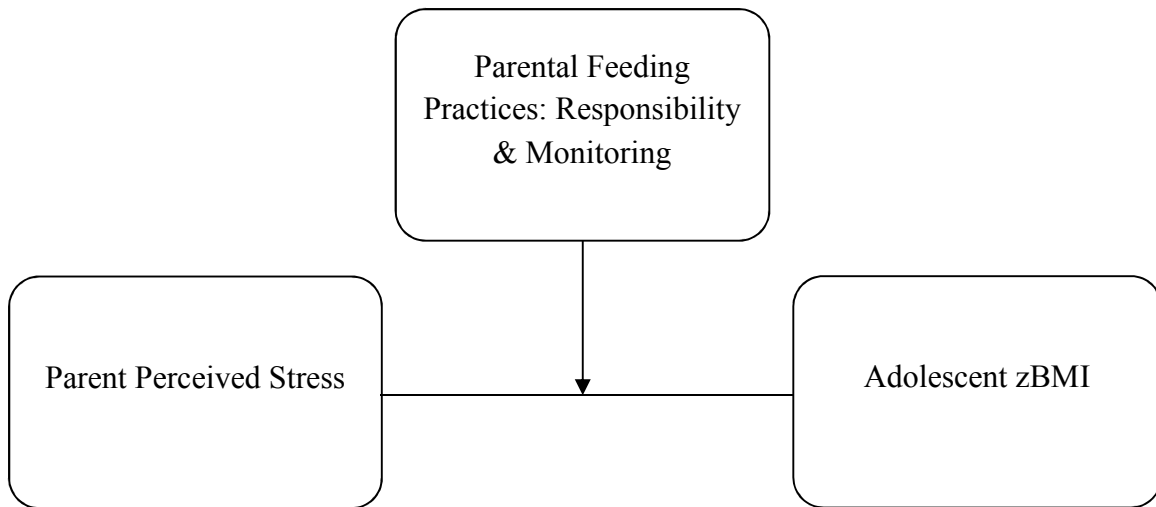 Parental Feeding
Practices: Responsibility
& Monitoring
Parent Perceived Stress
Adolescent zBMI